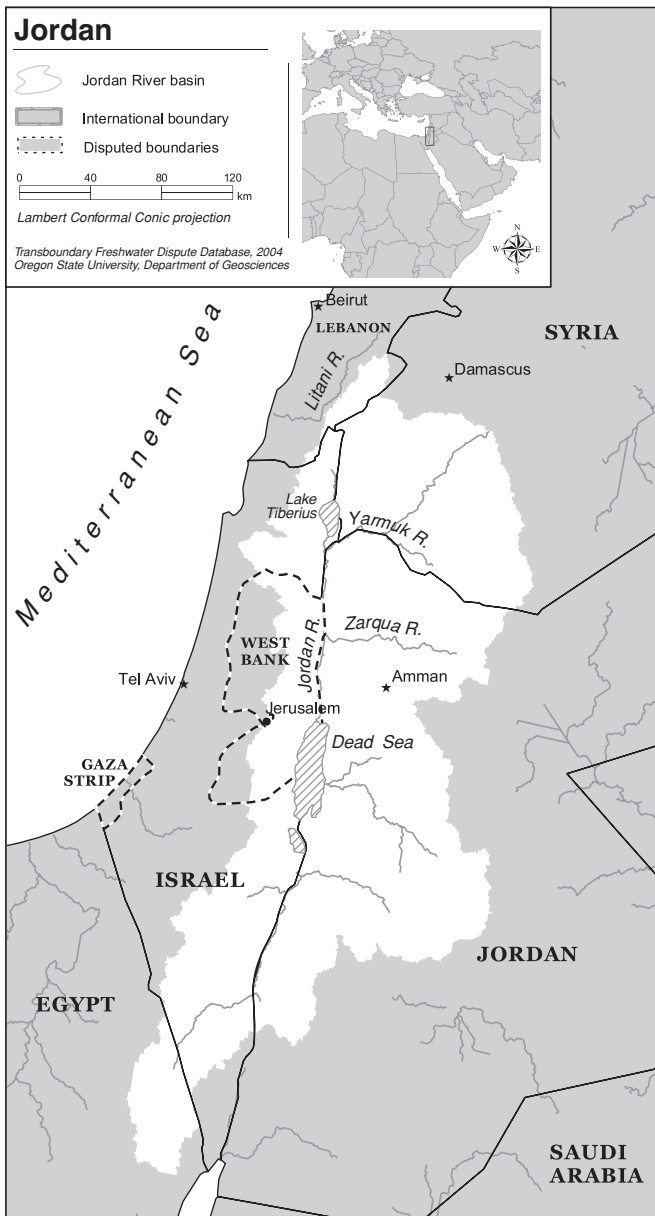 Jordan
Jordan River basin
International boundary
Disputed boundaries
0 40 80 120
km
Lambert Conformal Conic projection
Transboundary Freshwater Dispute Database, 2004
Oregon State University, Department of Geosciences
N
W E
S
Beirut
LEBANON
SYRIA
Litani R.
Damascus
Mediterranean Sea
Lake
Tiberius
Yarmuk R.
Zarqua R.
WEST
BANK
Jordan R.
Tel Aviv
Amman
Jerusalem
Dead Sea
GAZA
STRIP
ISRAEL
JORDAN
EGYPT
SAUDI
ARABIA